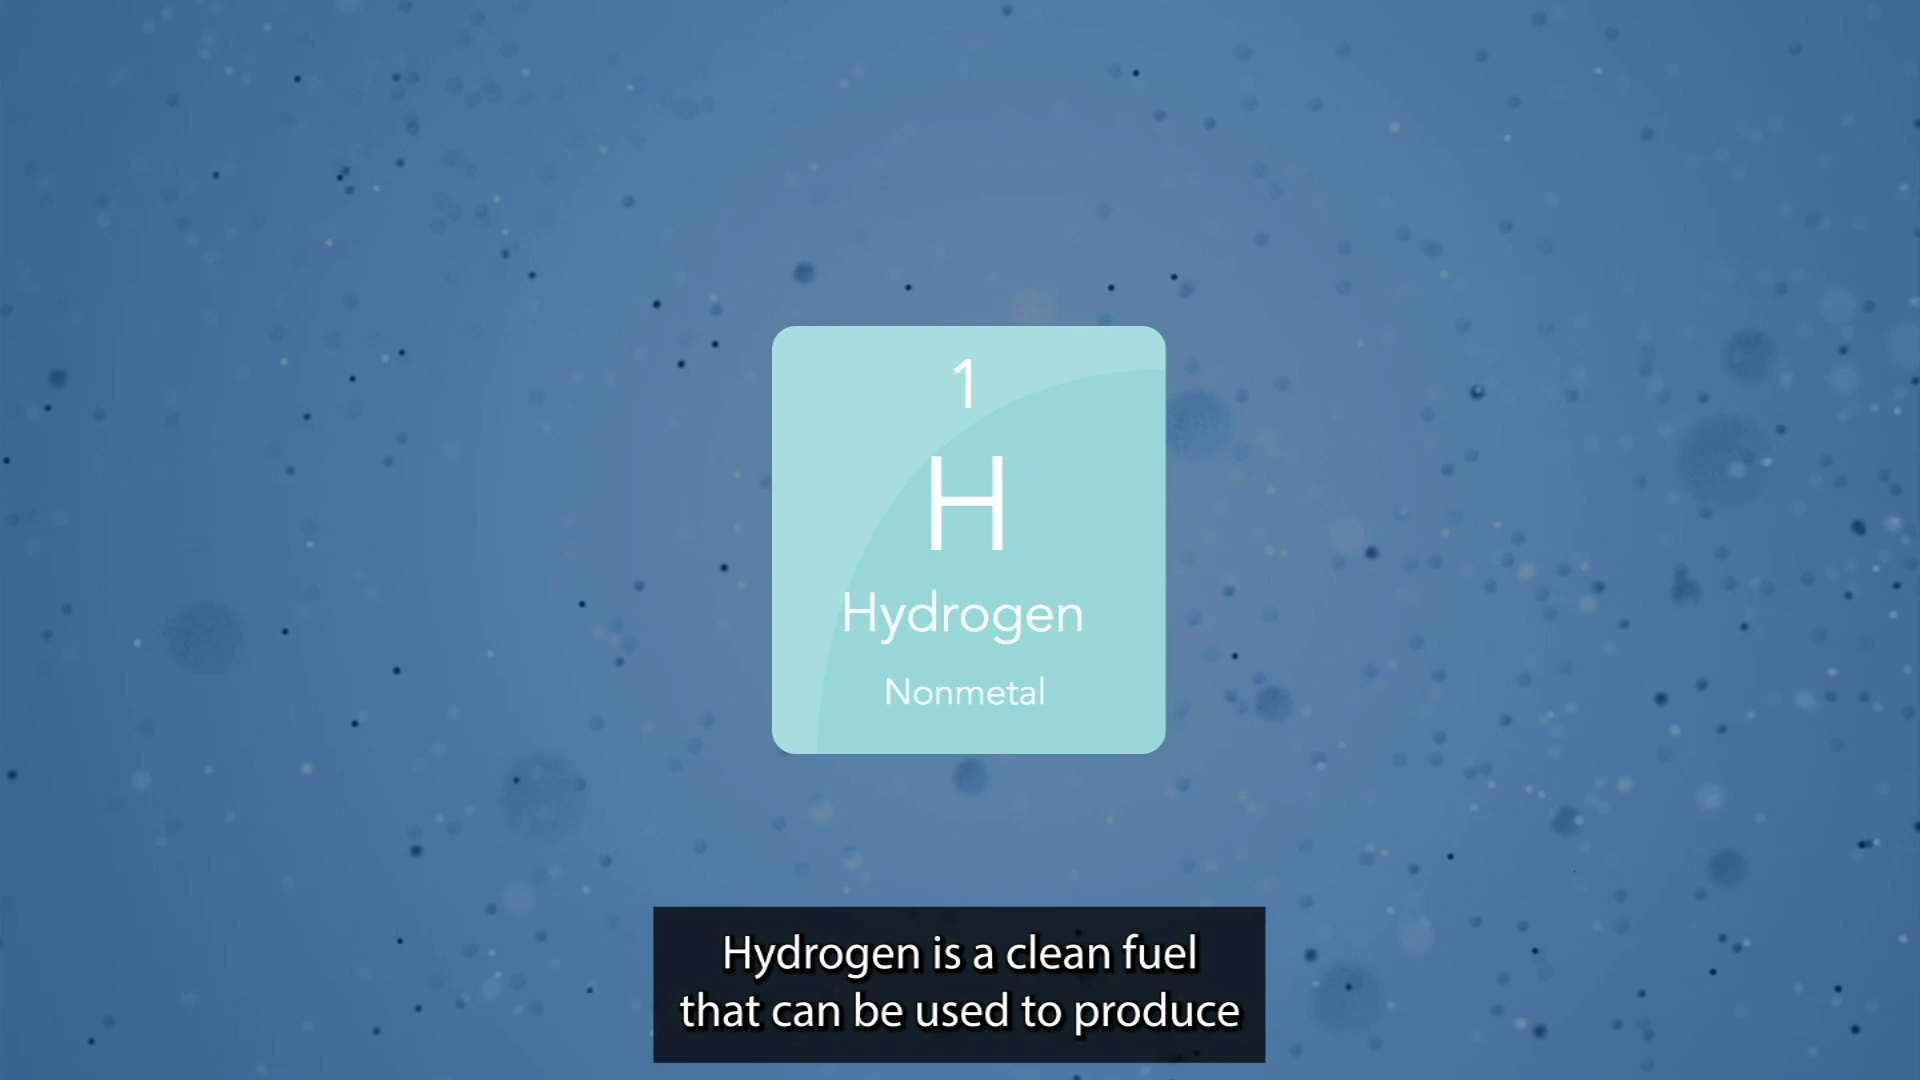 1
H
Hydrogen
Nonmetal
Hydrogen is a clean fuel
that can be used to produce